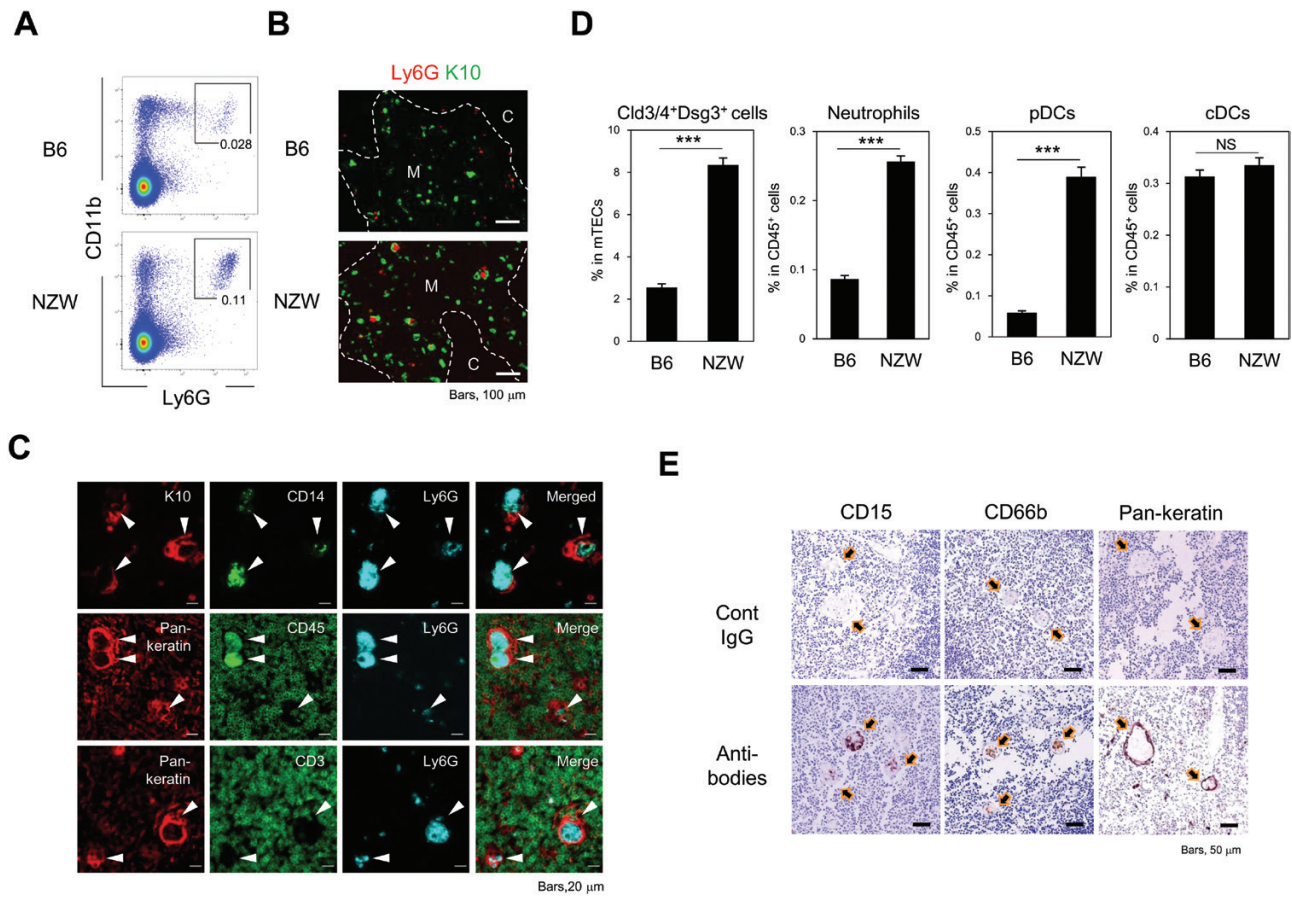 A
B6
0.028
NZW
0.11
CD11b
Ly6G
B
Ly6G K10
B6
C
M
NZW
M
C
Bars, 100 μm
D
Cld3/4⁺Dsg3⁺ cells
% in mTECs
10
8
6
4
2
0
***
B6 NZW
Neutrophils
% in CD45⁺ cells
0.3
0.2
0.1
0
***
B6 NZW
pDCs
% in CD45⁺ cells
0.5
0.4
0.3
0.2
0.1
0
***
B6 NZW
cDCs
% in CD45⁺ cells
0.4
0.3
0.2
0.1
0
NS
B6 NZW
C
K10 CD14 Ly6G Merged
Pan-
keratin CD45 Ly6G Merge
Pan-
keratin CD3 Ly6G Merge
Bars,20 μm
E
CD15 CD66b Pan-keratin
Cont
IgG
Anti-
bodies
Bars, 50 μm